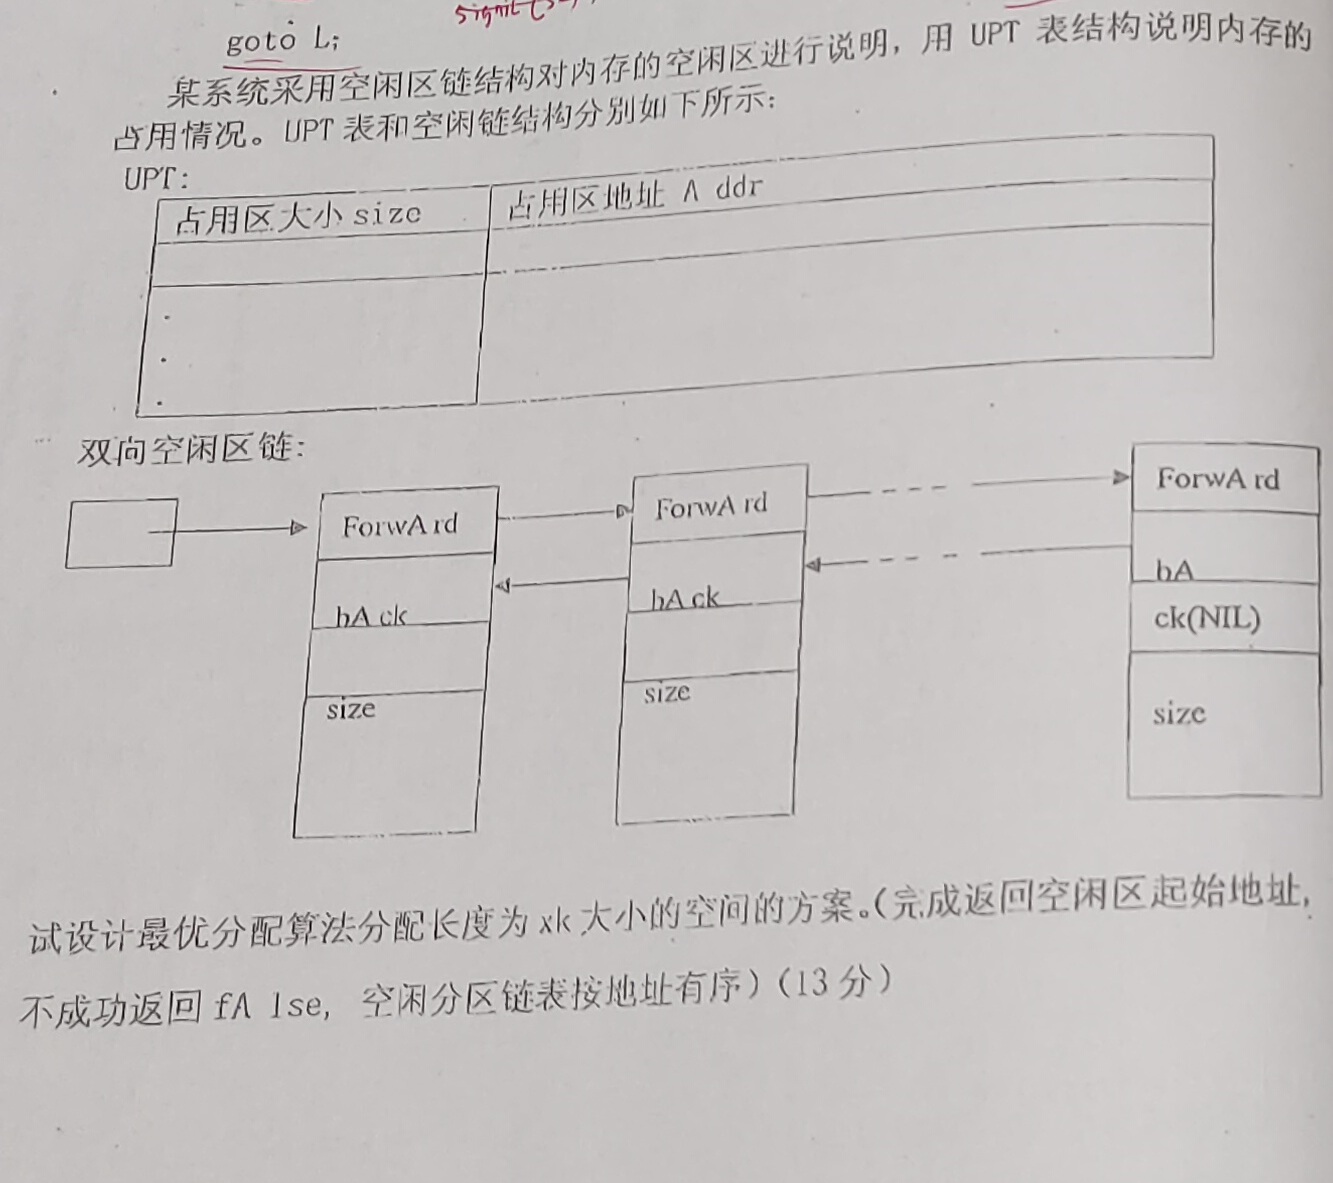 goto L;
某系统采用空闲区链结构对内存的空闲区进行说明，用 UPT 表结构说明内存的
占用情况。UPT 表和空闲链结构分别如下所示：
UPT：
占用区大小 size 占用区地址 A ddr
双向空闲区链：
ForwA rd ForwA rd ForwA rd
bA ck bA ck bA
ck(NIL)
size size size
试设计最优分配算法分配长度为 xk 大小的空间的方案。（完成返回空闲区起始地址，
不成功返回 fA lse, 空闲分区链表按地址有序）（13 分）